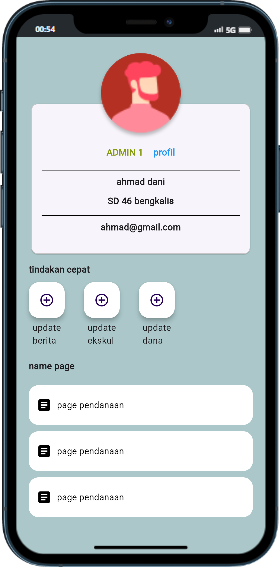 00:54 5G
ADMIN 1 profil
ahmad dani
SD 46 bengkalis
ahmad@gmail.com
tindakan cepat
update update update
berita ekskul dana
name page
page pendanaan
page pendanaan
page pendanaan